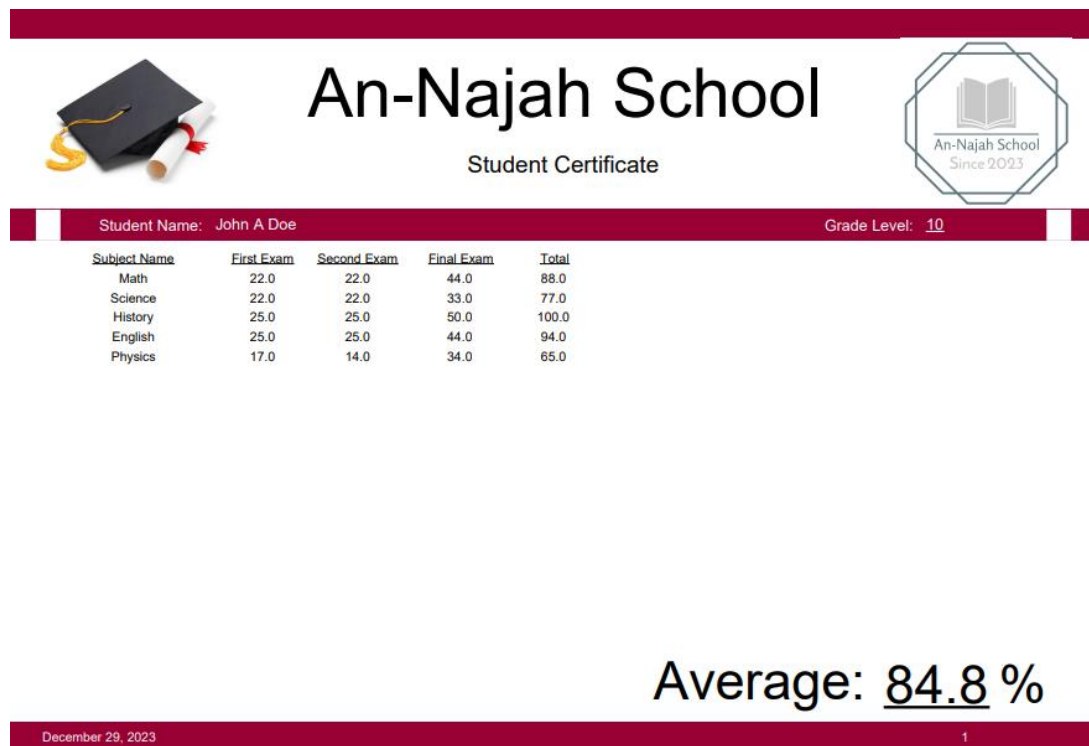 An-Najah School
Student Certificate
An-Najah School
Since 2023
Student Name: John A Doe Grade Level: 10
Subject Name First Exam Second Exam Final Exam Total
Math 22.0 22.0 44.0 88.0
Science 22.0 22.0 33.0 77.0
History 25.0 25.0 50.0 100.0
English 25.0 25.0 44.0 94.0
Physics 17.0 14.0 34.0 65.0
Average: 84.8 %
December 29, 2023 1